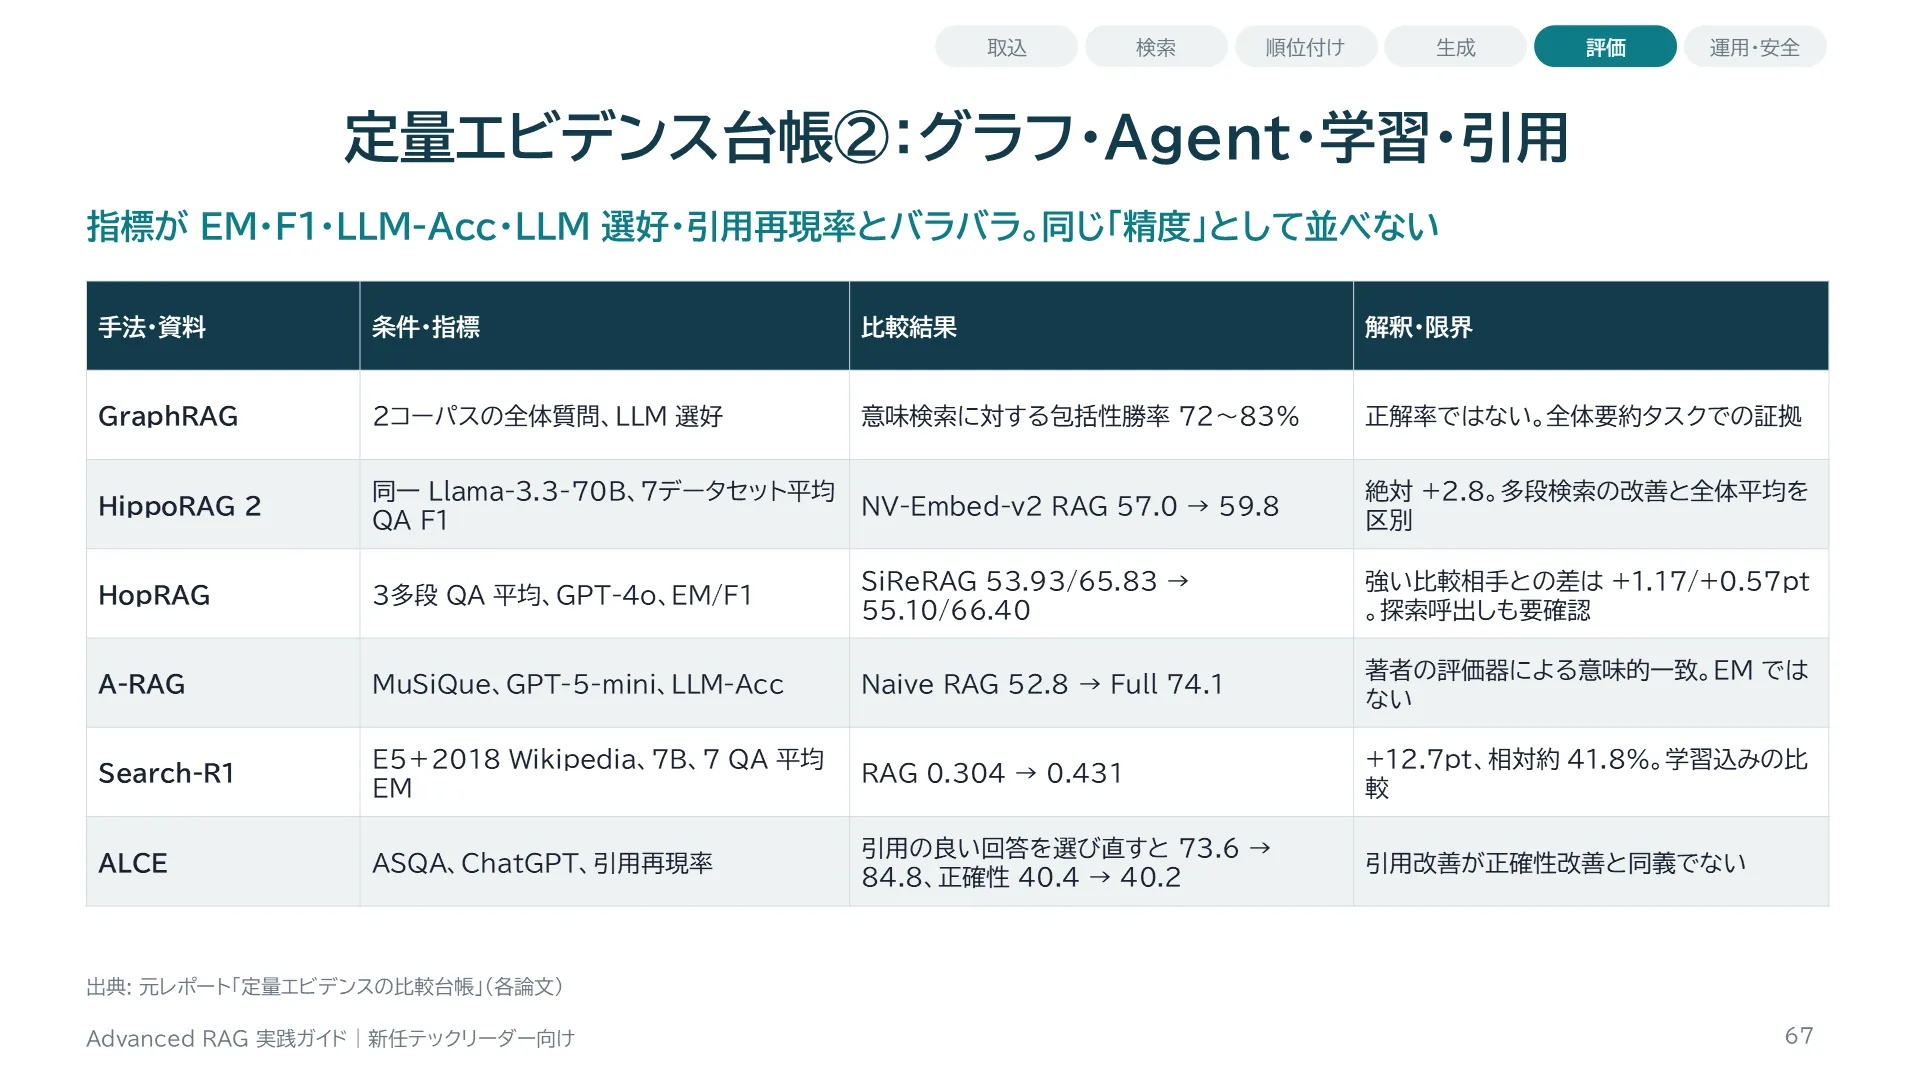 取込
検索
順位付け
生成
評価
運用・安全
定量エビデンス台帳②：グラフ・Agent・学習・引用
指標が EM・F1・LLM-Acc・LLM 選好・引用再現率とバラバラ。同じ「精度」として並べない
手法・資料
条件・指標
比較結果
解釈・限界
GraphRAG
2コーパスの全体質問、LLM 選好
意味検索に対する包括性勝率 72～83%
正解率ではない。全体要約タスクでの証拠
HippoRAG 2
同一 Llama-3.3-70B、7データセット平均
QA F1
NV-Embed-v2 RAG 57.0 → 59.8
絶対 +2.8。多段検索の改善と全体平均を
区別
HopRAG
3多段 QA 平均、GPT-4o、EM/F1
SiReRAG 53.93/65.83 →
55.10/66.40
強い比較相手との差は +1.17/+0.57pt
。探索呼出しも要確認
A-RAG
MuSiQue、GPT-5-mini、LLM-Acc
Naive RAG 52.8 → Full 74.1
著者の評価器による意味的一致。EM では
ない
Search-R1
E5＋2018 Wikipedia、7B、7 QA 平均
EM
RAG 0.304 → 0.431
+12.7pt、相対約 41.8%。学習込みの比
較
ALCE
ASQA、ChatGPT、引用再現率
引用の良い回答を選び直すと 73.6 →
84.8、正確性 40.4 → 40.2
引用改善が正確性改善と同義でない
出典: 元レポート「定量エビデンスの比較台帳」（各論文）
Advanced RAG 実践ガイド｜新任テックリーダー向け
67